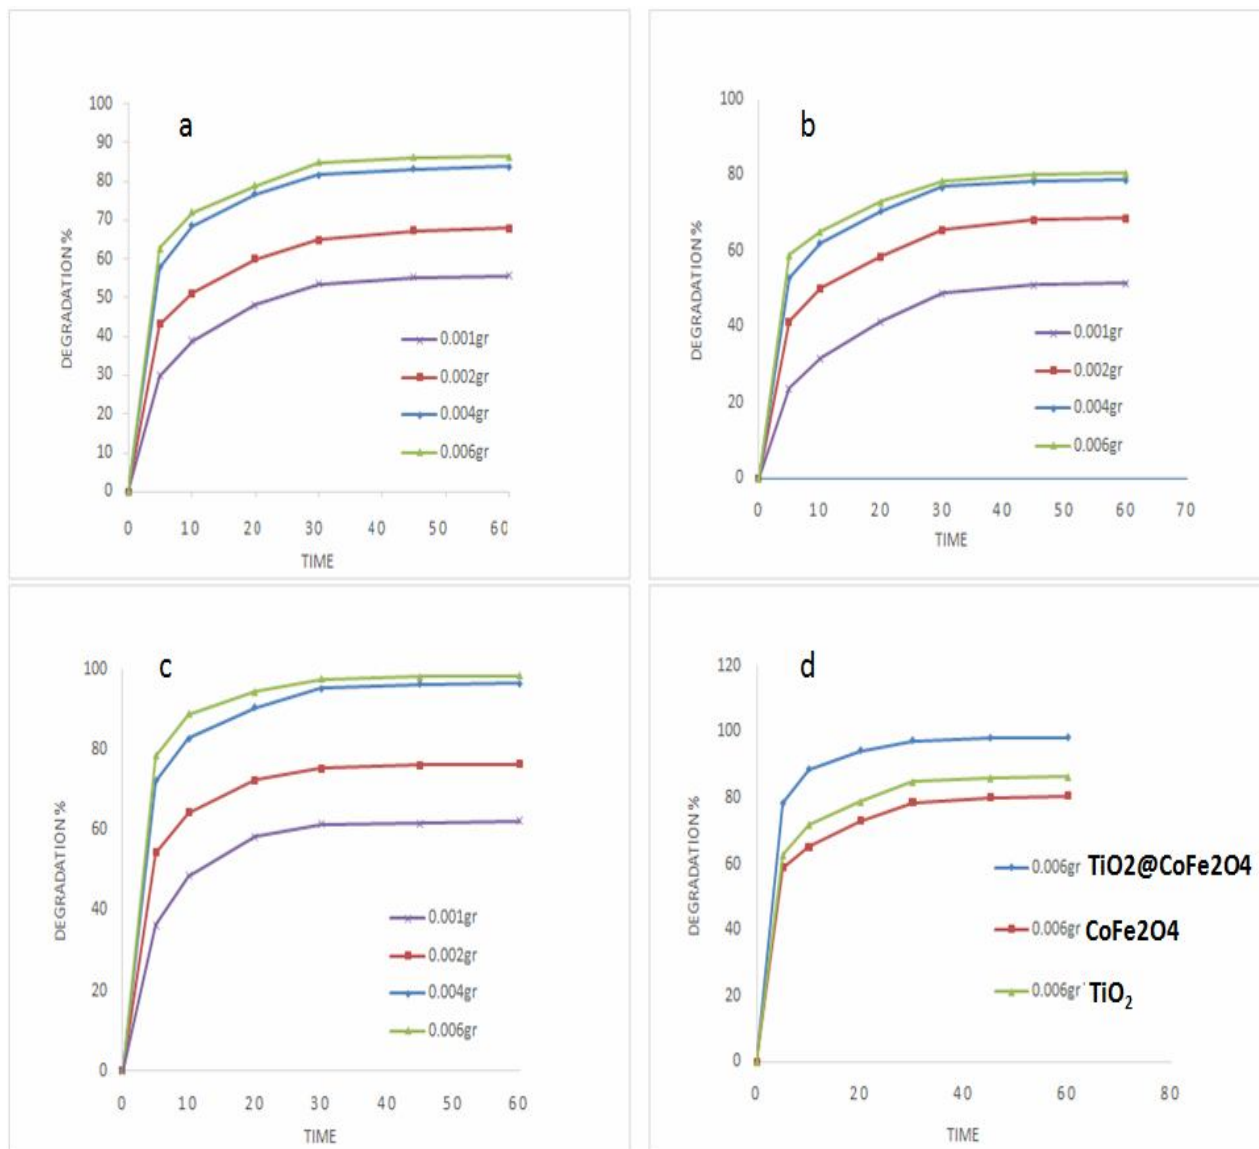 a
100
90
80
70
60
50
40
30
20
10
0
DEGRADATION %
0.001gr
0.002gr
0.004gr
0.006gr
0 10 20 30 40 50 60
TIME
b
100
80
60
40
20
0
DEGRADATION %
0.001gr
0.002gr
0.004gr
0.006gr
0 10 20 30 40 50 60 70
TIME
c
100
80
60
40
20
0
DEGRADATION %
0.001gr
0.002gr
0.004gr
0.006gr
0 10 20 30 40 50 60
TIME
d
120
100
80
60
40
20
0
DEGRADATION %
0.006gr TiO2@CoFe2O4
0.006gr CoFe2O4
0.006gr TiO₂
0 20 40 60 80
TIME